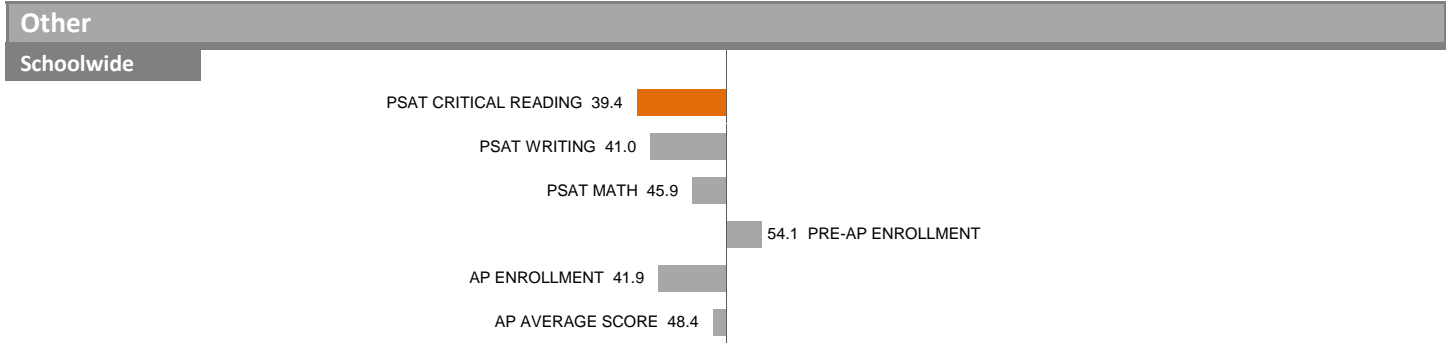 Other
Schoolwide
PSAT CRITICAL READING 39.4
PSAT WRITING 41.0
PSAT MATH 45.9
54.1 PRE-AP ENROLLMENT
AP ENROLLMENT 41.9
AP AVERAGE SCORE 48.4